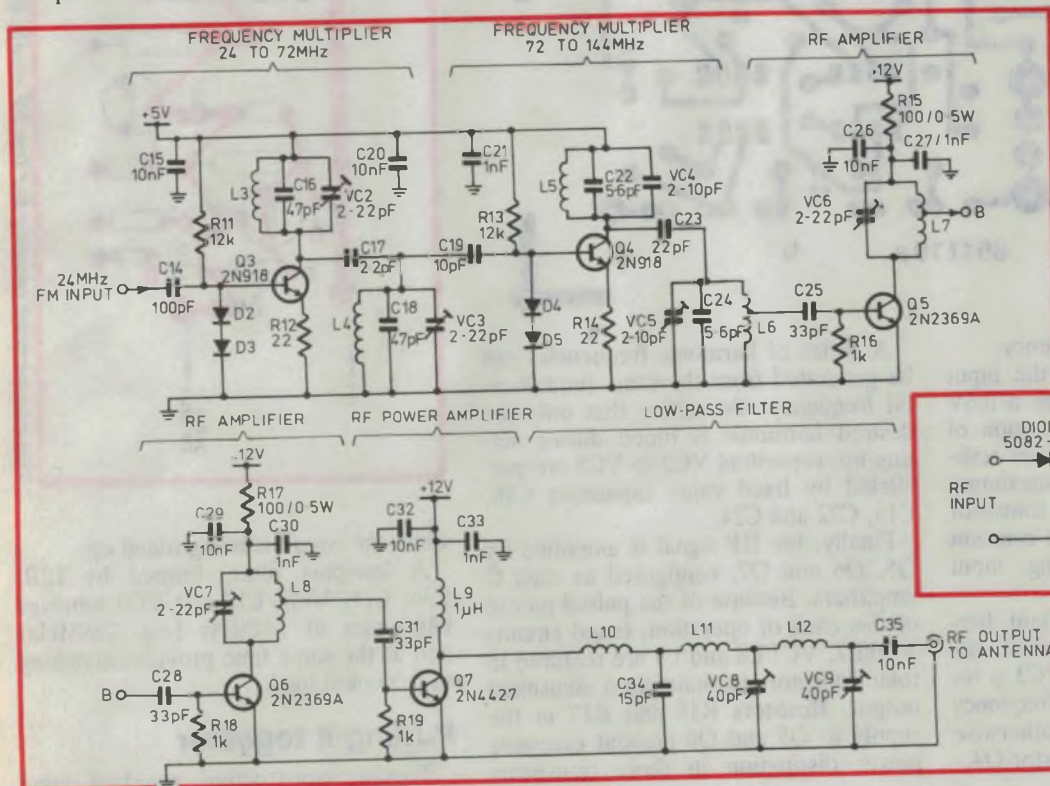 FREQUENCY MULTIPLIER
24 TO 72MHz
FREQUENCY MULTIPLIER
72 TO 144MHz
RF AMPLIFIER
+5V
+12V
C15
10nF
L3
C16
47pF
VC2
2-22pF
C20
10nF
C21
1nF
L5
C22
5·6pF
VC4
2-10pF
R15
100/0·5W
C26
10nF
C27/1nF
R11
12k
R13
12k
C23
22pF
VC6
2-22pF
L7
B
24MHz
FM INPUT
C14
100pF
Q3
2N918
C17
2·2pF
C19
10pF
Q4
2N918
D2
D3
R12
22
L4
C18
47pF
VC3
2-22pF
D4
D5
R14
22
VC5
2-10pF
C24
5·6pF
L6
C25
33pF
R16
1k
Q5
2N2369A
RF AMPLIFIER
RF POWER AMPLIFIER
LOW-PASS FILTER
+12V
R17
100/0·5W
C29
10nF
C30
1nF
VC7
2-22pF
L8
+12V
C32
10nF
C33
1nF
L9
1µH
C31
33pF
B
C28
33pF
R18
1k
Q6
2N2369A
R19
1k
Q7
2N4427
L10
L11
L12
C34
15pF
VC8
40pF
VC9
40pF
C35
10nF
RF OUTPUT
TO ANTENNA
5082-
RF
INPUT